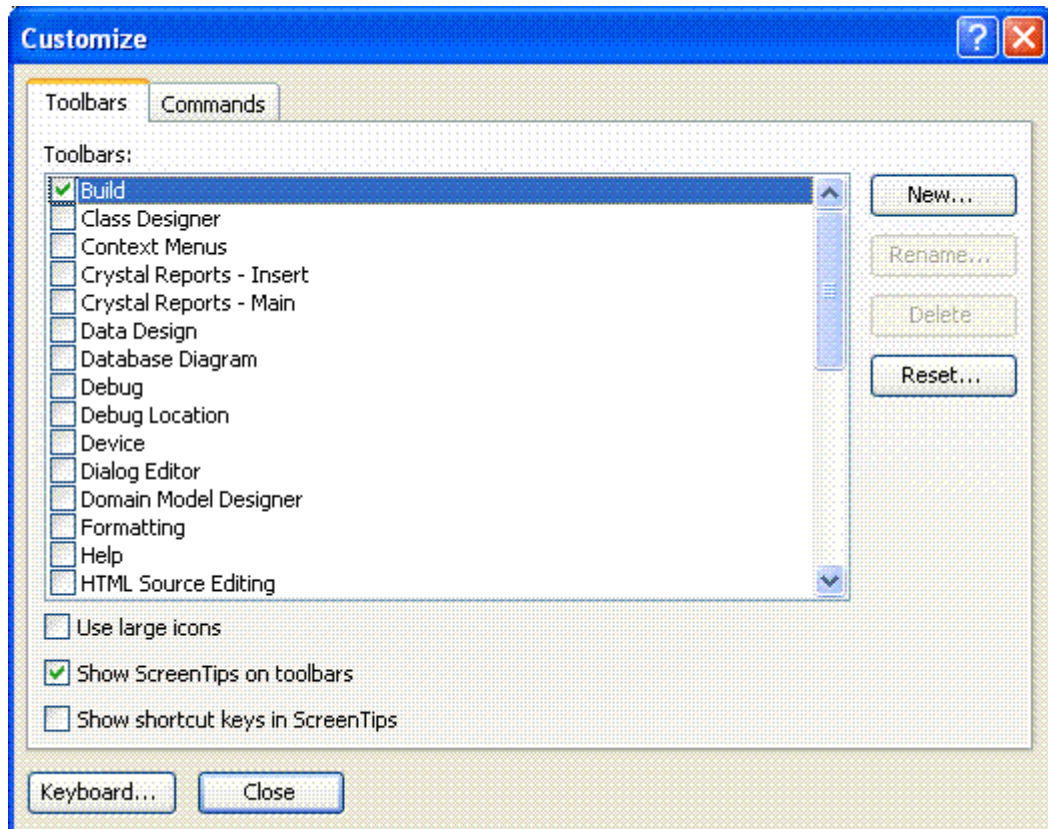 Customize
Toolbars Commands
Toolbars:
Build
Class Designer
Context Menus
Crystal Reports - Insert
Crystal Reports - Main
Data Design
Database Diagram
Debug
Debug Location
Device
Dialog Editor
Domain Model Designer
Formatting
Help
HTML Source Editing
New...
Rename...
Delete
Reset...
Use large icons
Show ScreenTips on toolbars
Show shortcut keys in ScreenTips
Keyboard... Close